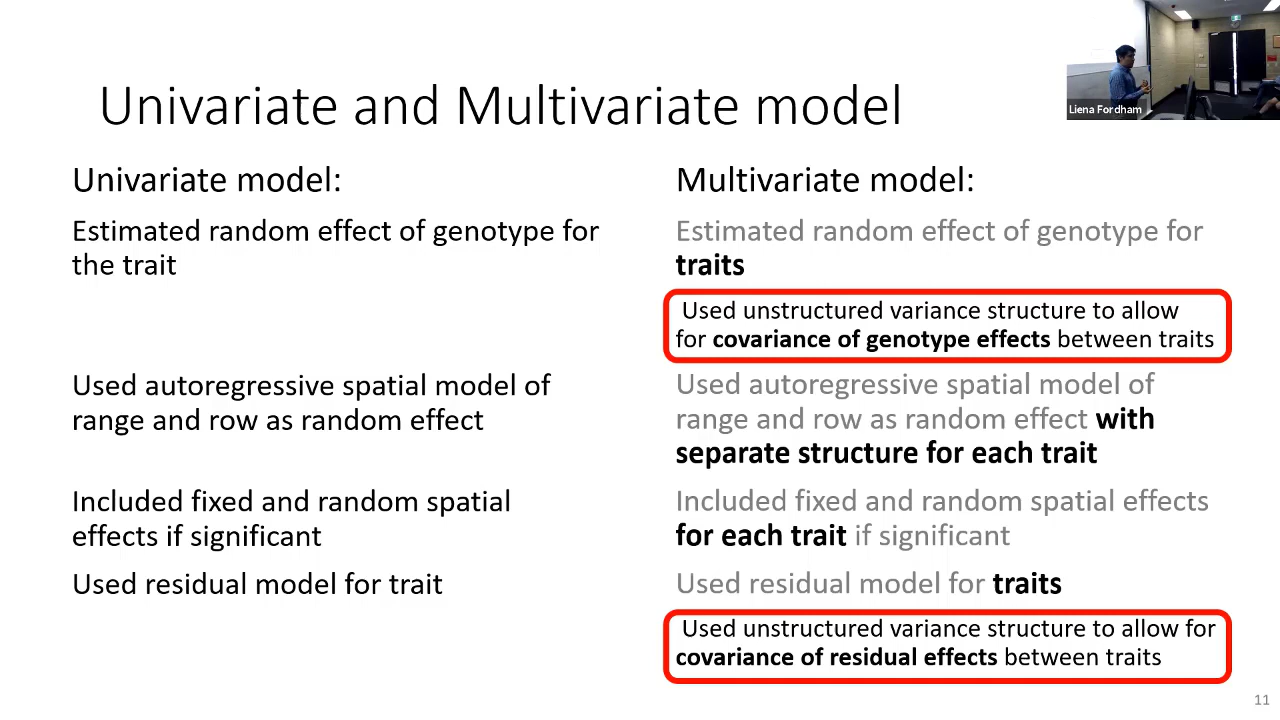 Liena Fordham
Univariate and Multivariate model
Univariate model:
Estimated random effect of genotype for
the trait
Used autoregressive spatial model of
range and row as random effect
Included fixed and random spatial
effects if significant
Used residual model for trait
Multivariate model:
Estimated random effect of genotype for
traits
Used unstructured variance structure to allow
for covariance of genotype effects between traits
Used autoregressive spatial model of
range and row as random effect with
separate structure for each trait
Included fixed and random spatial effects
for each trait if significant
Used residual model for traits
Used unstructured variance structure to allow for
covariance of residual effects between traits
11